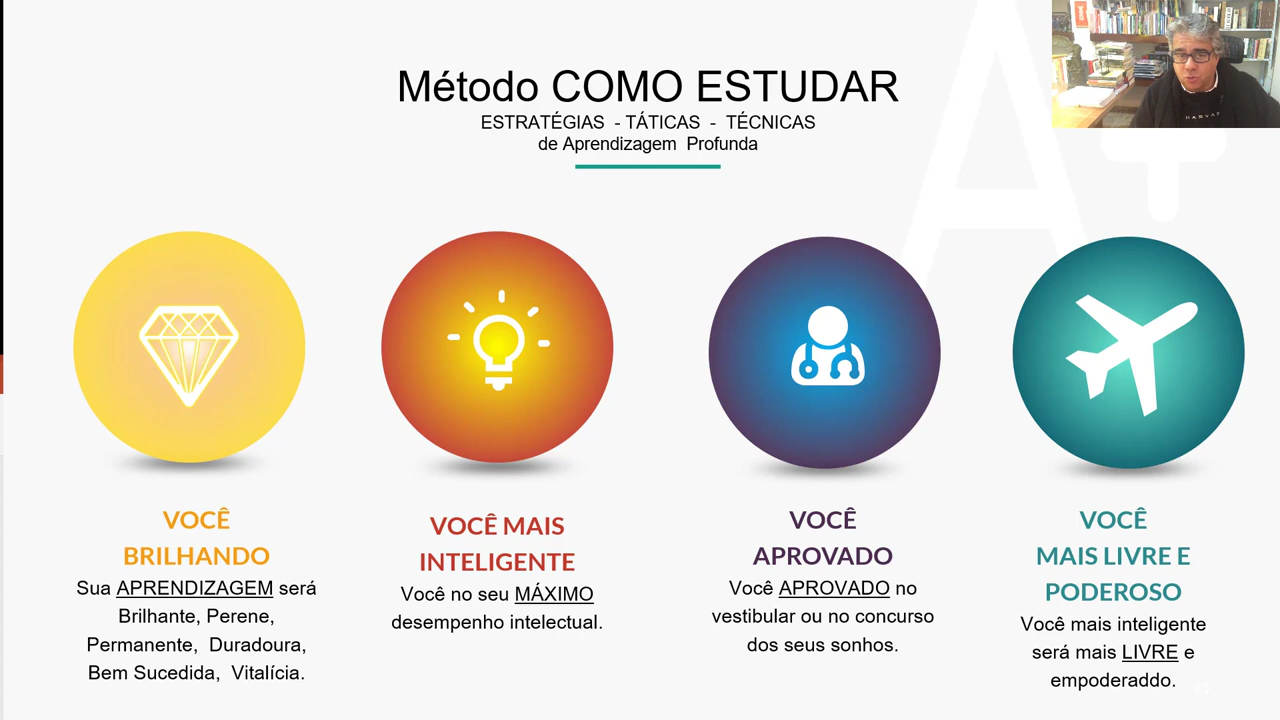 Método COMO ESTUDAR
ESTRATÉGIAS - TÁTICAS - TÉCNICAS
de Aprendizagem Profunda
A+
HARVAR
VOCÊ
BRILHANDO
Sua APRENDIZAGEM será
Brilhante, Perene,
Permanente, Duradoura,
Bem Sucedida, Vitalícia.
VOCÊ MAIS
INTELIGENTE
Você no seu MÁXIMO
desempenho intelectual.
VOCÊ
APROVADO
Você APROVADO no
vestibular ou no concurso
dos seus sonhos.
VOCÊ
MAIS LIVRE E
PODEROSO
Você mais inteligente
será mais LIVRE e
empoderaddo.